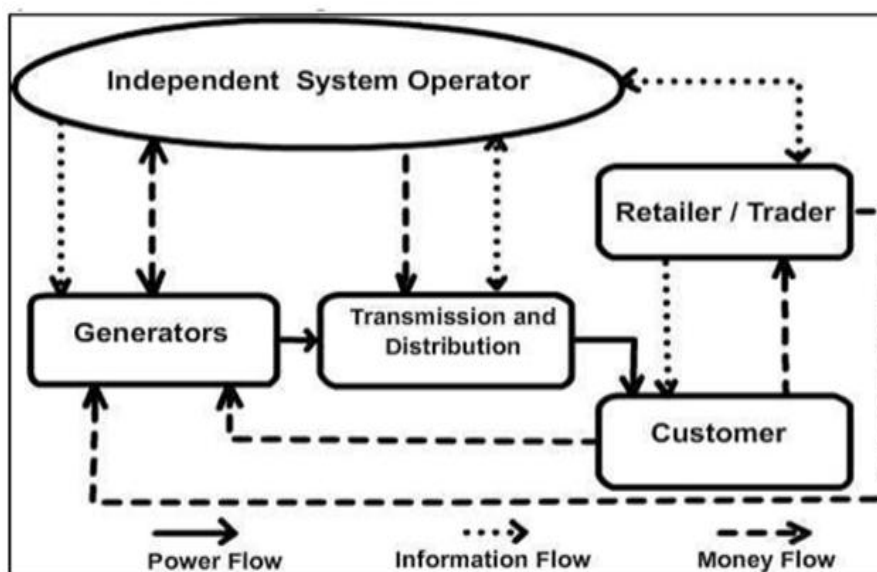 Independent System Operator
Retailer / Trader
Generators
Transmission and
Distribution
Customer
Power Flow
Information Flow
Money Flow